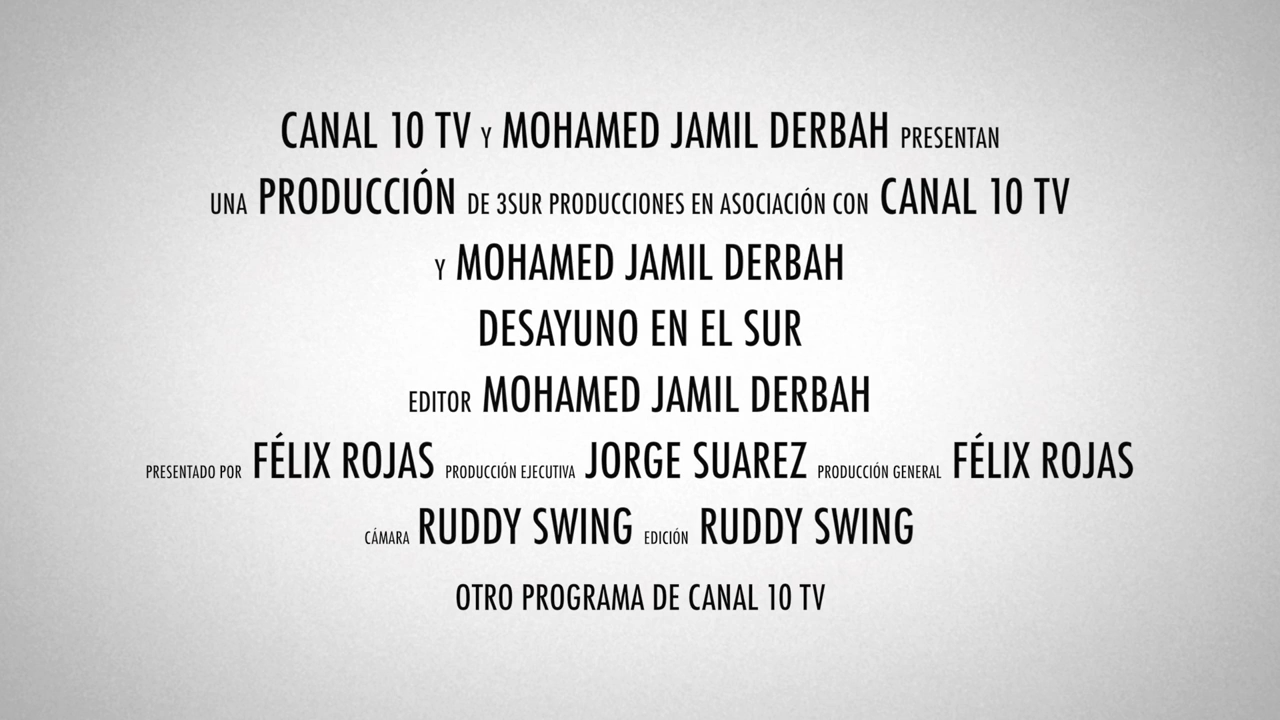 CANAL 10 TV Y MOHAMED JAMIL DERBAH PRESENTAN
UNA PRODUCCIÓN DE 3SUR PRODUCCIONES EN ASOCIACIÓN CON CANAL 10 TV
Y MOHAMED JAMIL DERBAH
DESAYUNO EN EL SUR
EDITOR MOHAMED JAMIL DERBAH
PRESENTADO POR FÉLIX ROJAS PRODUCCIÓN EJECUTIVA JORGE SUAREZ PRODUCCIÓN GENERAL FÉLIX ROJAS
CÁMARA RUDDY SWING EDICIÓN RUDDY SWING
OTRO PROGRAMA DE CANAL 10 TV